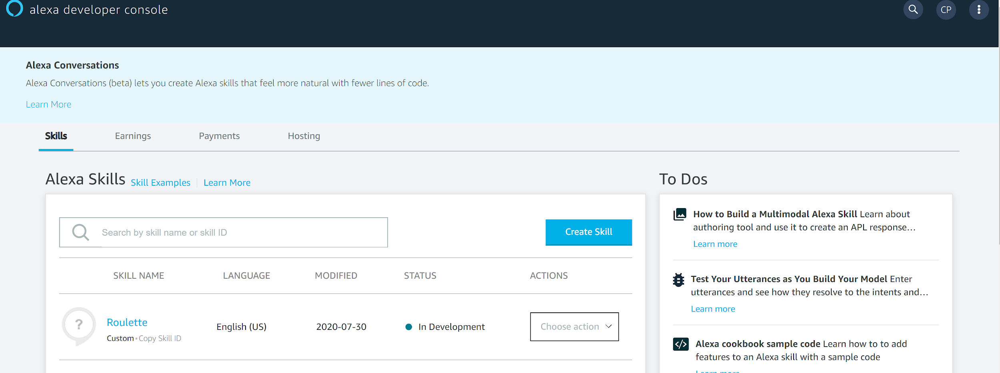 alexa developer console
CP
Alexa Conversations
Alexa Conversations (beta) lets you create Alexa skills that feel more natural with fewer lines of code.
Learn More
Skills
Earnings
Payments
Hosting
Alexa Skills
Skill Examples
Learn More
Search by skill name or skill ID
Create Skill
SKILL NAME
LANGUAGE
MODIFIED
STATUS
ACTIONS
?
Roulette
Custom • Copy Skill ID
English (US)
2020-07-30
In Development
Choose action
To Dos
How to Build a Multimodal Alexa Skill Learn about
authoring tool and use it to create an APL response...
Learn more
Test Your Utterances as You Build Your Model Enter
utterances and see how they resolve to the intents and...
Learn more
</>
Alexa cookbook sample code Learn how to to add
features to an Alexa skill with a sample code
Learn more